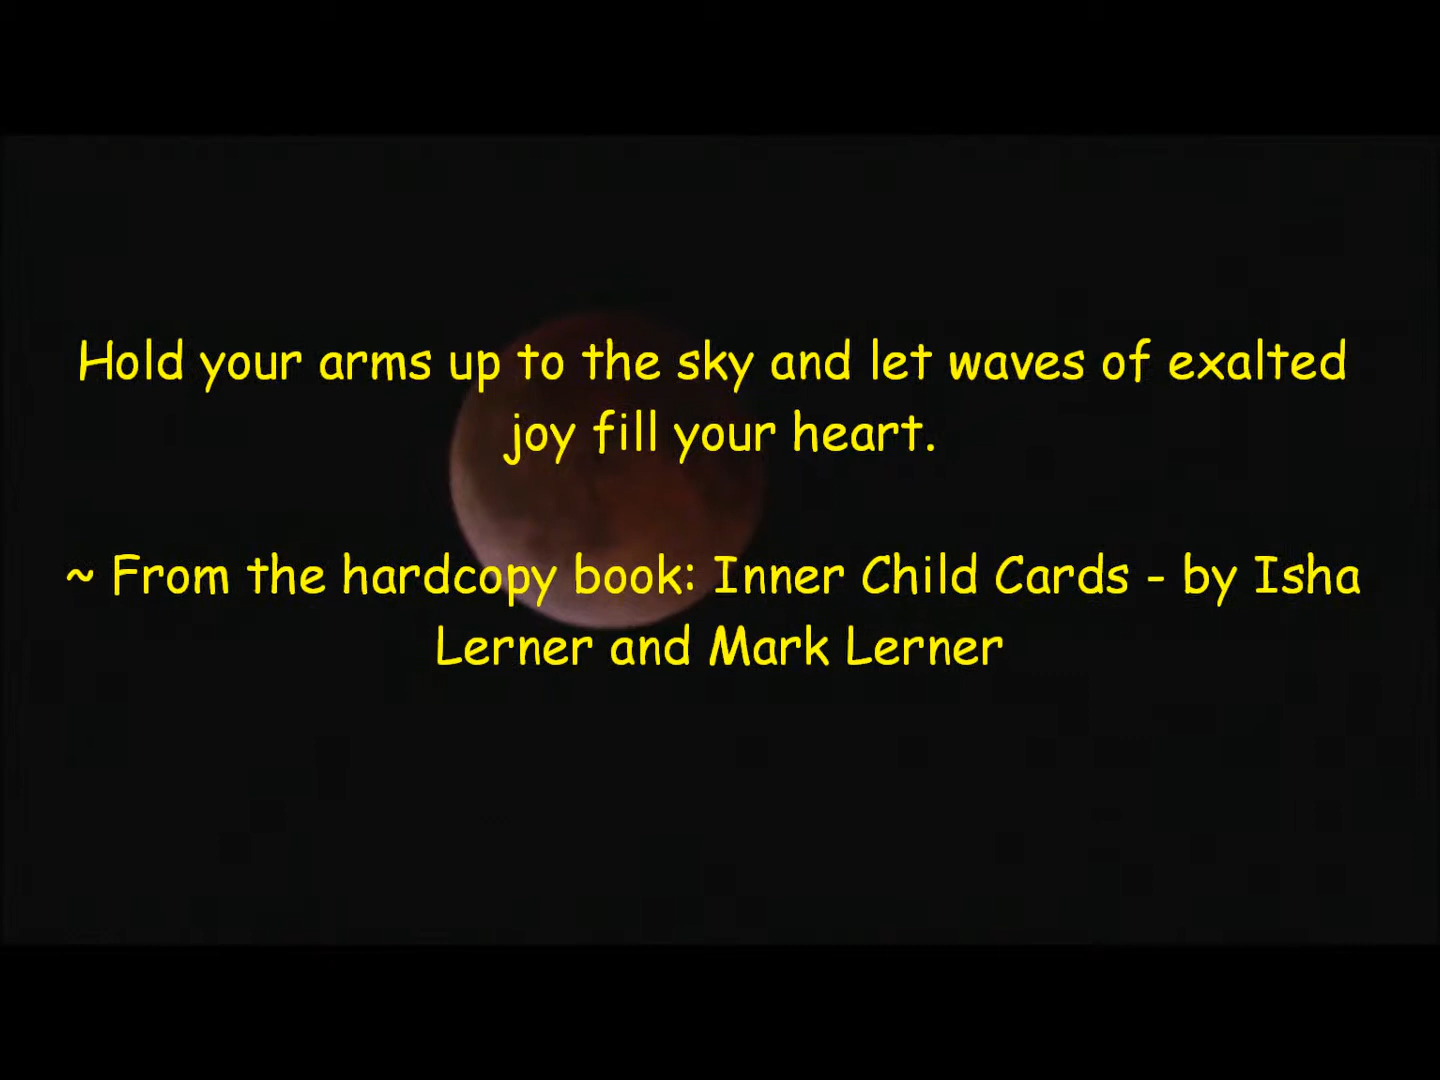 Hold your arms up to the sky and let waves of exalted
joy fill your heart.
~ From the hardcopy book: Inner Child Cards - by Isha
Lerner and Mark Lerner